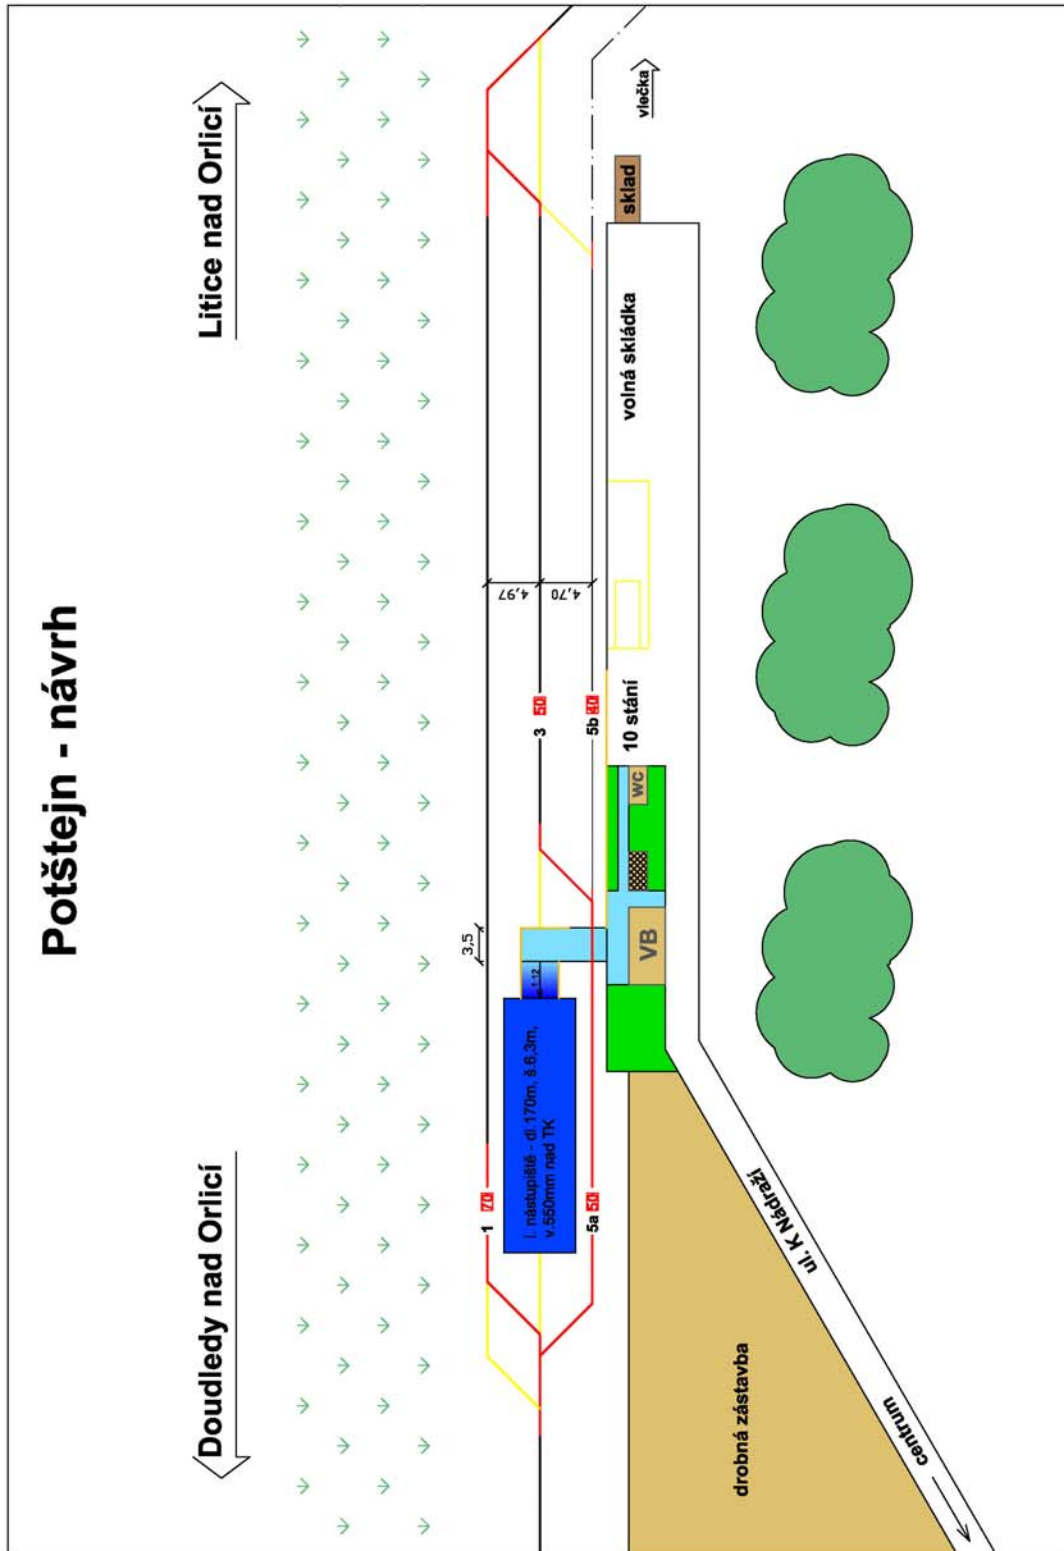 Potštejn - návrh
Doudledy nad Orlicí
Litice nad Orlicí
1 70
I. nástupiště - dl.170m, š.6,3m,
v.550mm nad TK
1:12
3,5
3 50
4,97
4,70
5a 50
5b 40
VB
WC
10 stání
volná skládka
sklad
vlečka
drobná zástavba
ul. K Nádraží
centrum